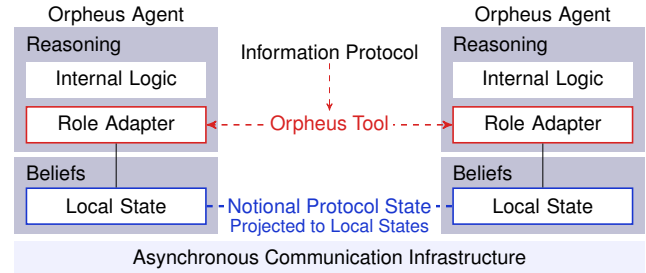 Orpheus Agent
Orpheus Agent
Reasoning
Information Protocol
Reasoning
Internal Logic
Internal Logic
Role Adapter
Orpheus Tool
Role Adapter
Beliefs
Beliefs
Local State
Notional Protocol State
Local State
Projected to Local States
Asynchronous Communication Infrastructure